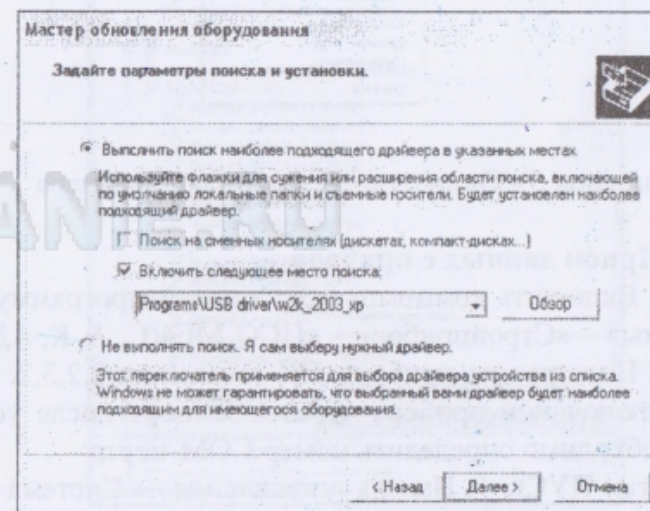 Мастер обновления оборудования
Задайте параметры поиска и установки.
Выполнить поиск наиболее подходящего драйвера в указанных местах.
Используйте флажки для сужения или расширения области поиска, включающей
по умолчанию локальные папки и съемные носители. Будет установлен наиболее
подходящий драйвер.
Поиск на сменных носителях (дискетах, компакт-дисках...)
Включить следующее место поиска:
Programs\USB driver\w2k_2003_xp
Обзор
Не выполнять поиск. Я сам выберу нужный драйвер.
Этот переключатель применяется для выбора драйвера устройства из списка.
Windows не может гарантировать, что выбранный вами драйвер будет наиболее
подходящим для имеющегося оборудования.
< Назад
Далее >
Отмена